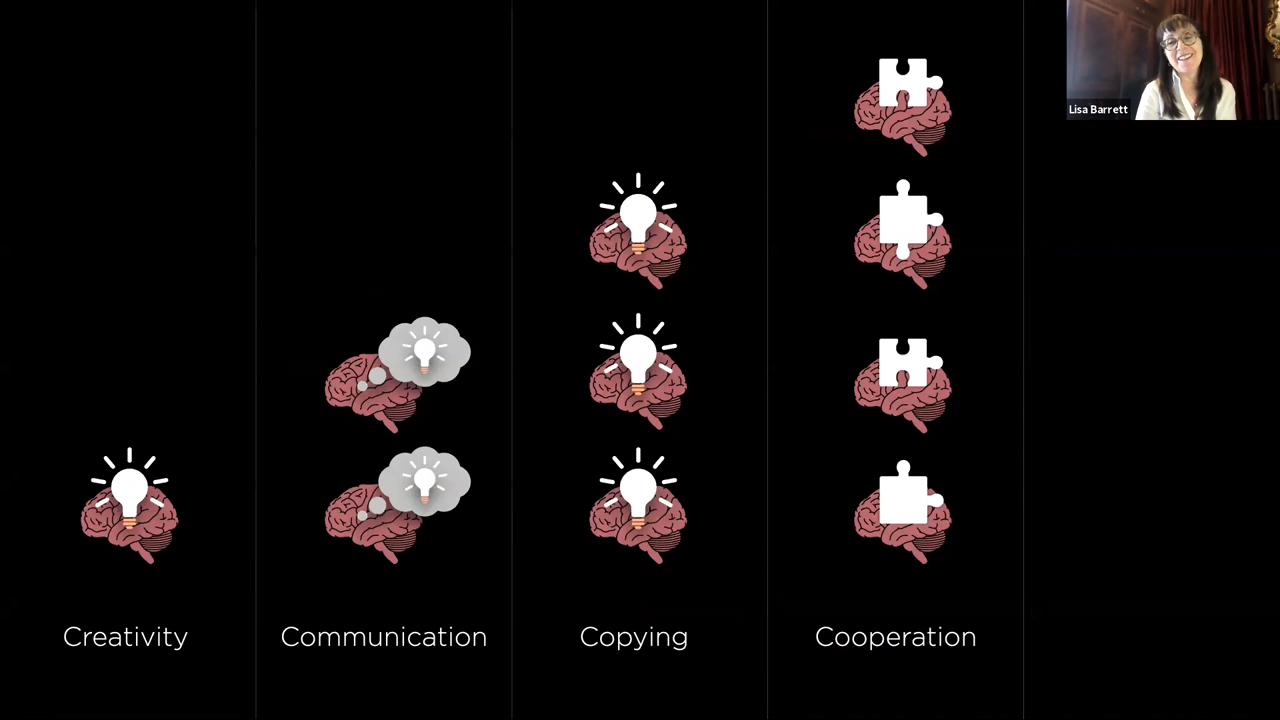 Lisa Barrett
Creativity
Communication
Copying
Cooperation